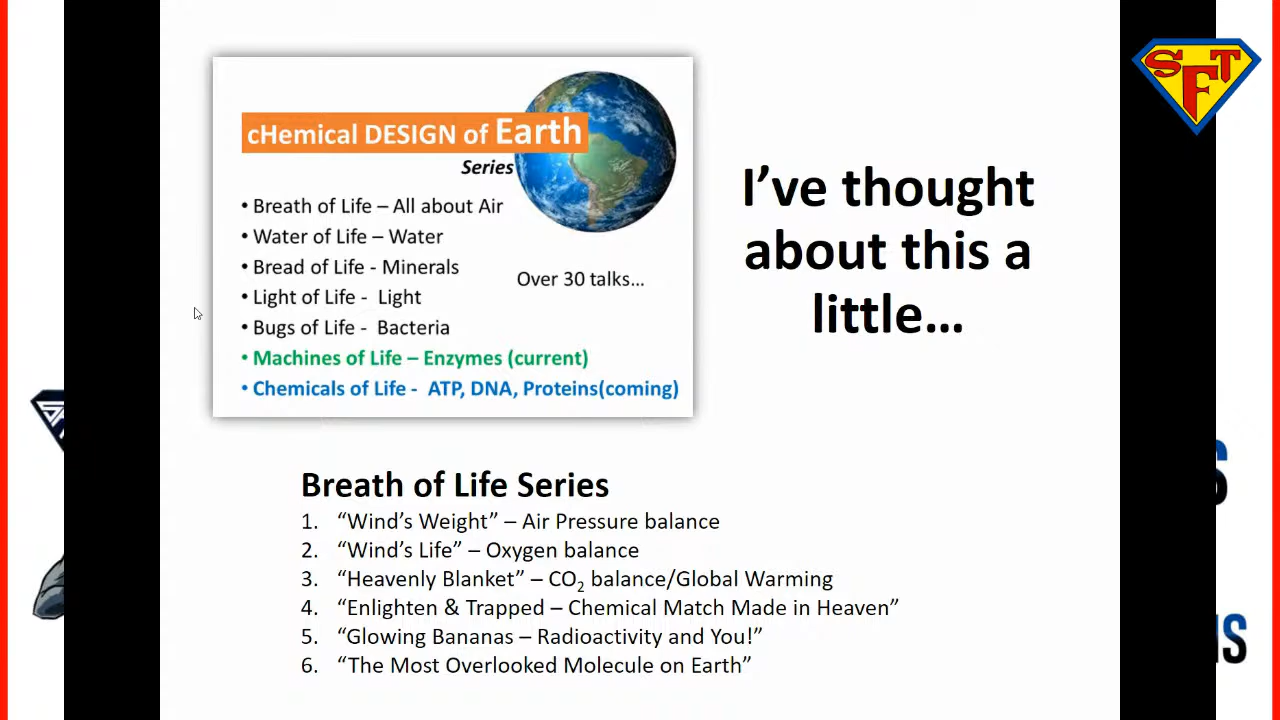 SFT
cHemical DESIGN of Earth
Series
• Breath of Life – All about Air
• Water of Life – Water
• Bread of Life - Minerals
Over 30 talks...
• Light of Life - Light
• Bugs of Life - Bacteria
• Machines of Life – Enzymes (current)
• Chemicals of Life - ATP, DNA, Proteins(coming)
I’ve thought
about this a
little...
Breath of Life Series
1. “Wind’s Weight” – Air Pressure balance
2. “Wind’s Life” – Oxygen balance
3. “Heavenly Blanket” – CO₂ balance/Global Warming
4. “Enlighten & Trapped – Chemical Match Made in Heaven”
5. “Glowing Bananas – Radioactivity and You!”
6. “The Most Overlooked Molecule on Earth”